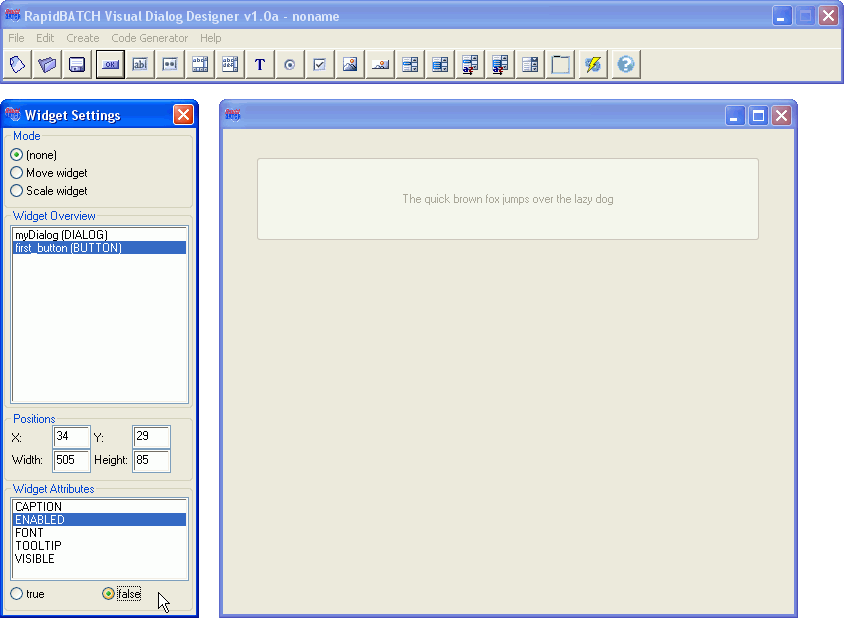 RapidBATCH Visual Dialog Designer v1.0a - noname
File Edit Create Code Generator Help
OK ab T
Widget Settings
Mode
(none)
Move widget
Scale widget
Widget Overview
myDialog (DIALOG)
first_button (BUTTON)
Positions
X: 34 Y: 29
Width: 505 Height: 85
Widget Attributes
CAPTION
ENABLED
FONT
TOOLTIP
VISIBLE
true false
The quick brown fox jumps over the lazy dog